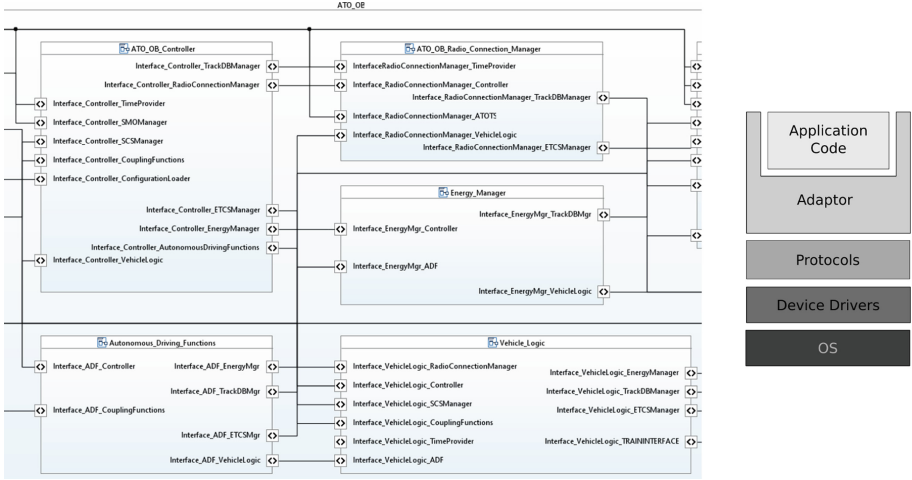 ATO_OB
ATO_OB_Controller
Interface_Controller_TrackDBManager
Interface_Controller_RadioConnectionManager
Interface_Controller_TimeProvider
Interface_Controller_SMOManager
Interface_Controller_SCSManager
Interface_Controller_CouplingFunctions
Interface_Controller_ConfigurationLoader
Interface_Controller_ETCSManager
Interface_Controller_EnergyManager
Interface_Controller_AutonomousDrivingFunctions
Interface_Controller_VehicleLogic
ATO_OB_Radio_Connection_Manager
InterfaceRadioConnectionManager_TimeProvider
Interface_RadioConnectionManager_Controller
Interface_RadioConnectionManager_TrackDBManager
Interface_RadioConnectionManager_ATOTS
Interface_RadioConnectionManager_VehicleLogic
Interface_RadioConnectionManager_ETCSManager
Energy_Manager
Interface_EnergyMgr_TrackDBMgr
Interface_EnergyMgr_Controller
Interface_EnergyMgr_ADF
Interface_EnergyMgr_VehicleLogic
Autonomous_Driving_Functions
Interface_ADF_Controller
Interface_ADF_EnergyMgr
Interface_ADF_TrackDBMgr
Interface_ADF_CouplingFunctions
Interface_ADF_ETCSMgr
Interface_ADF_VehicleLogic
Vehicle_Logic
Interface_VehicleLogic_RadioConnectionManager
Interface_VehicleLogic_EnergyManager
Interface_VehicleLogic_Controller
Interface_VehicleLogic_TrackDBManager
Interface_VehicleLogic_SCSManager
Interface_VehicleLogic_ETCSManager
Interface_VehicleLogic_CouplingFunctions
Interface_VehicleLogic_TimeProvider
Interface_VehicleLogic_TRAININTERFACE
Interface_VehicleLogic_ADF
Application
Code
Adaptor
Protocols
Device Drivers
OS